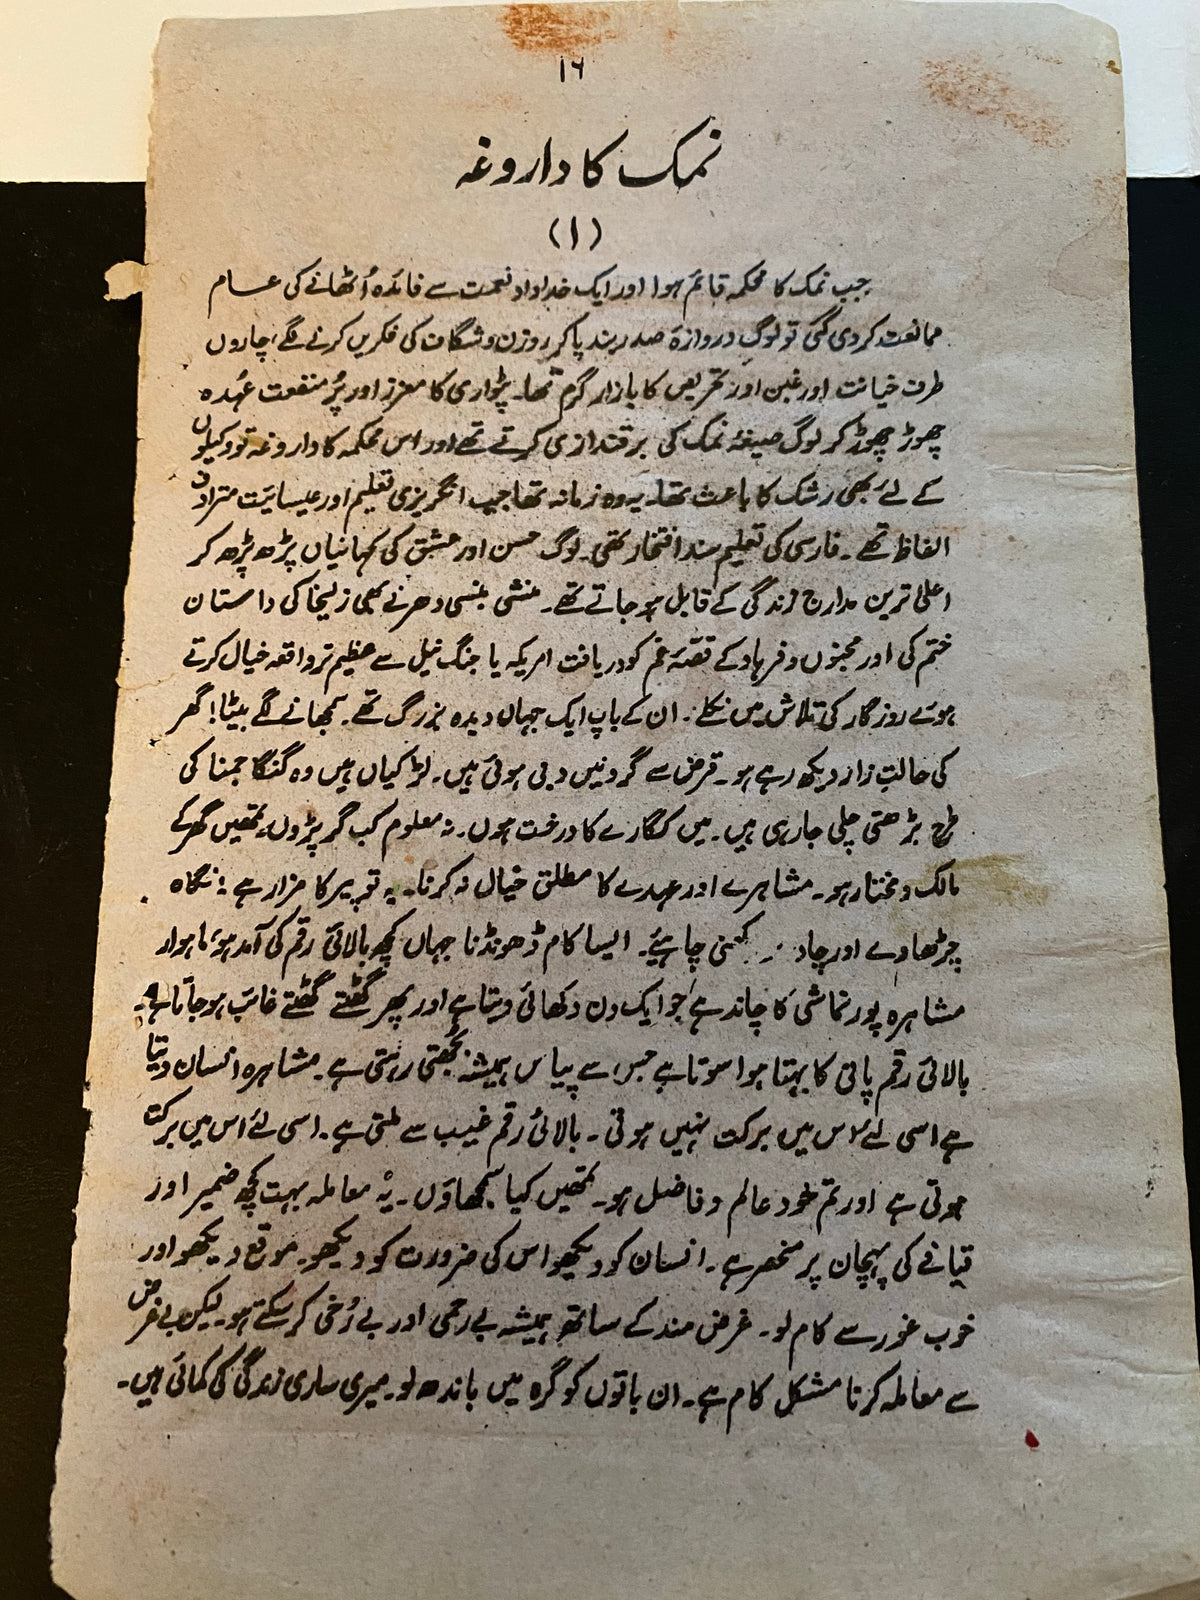 ۱۶
نمک کا داروغہ
(۱)
جب نمک کا محکمہ قائم ہوا اور ایک خداداد نعمت سے فائدہ اُٹھانے کی عام
ممانعت کر دی گئی تو لوگ دروازۂ صدر بند پا کر روزن و شگاف کی فکریں کرنے لگے، چاروں
طرف خیانت اور غبن اور تحریص کا بازار گرم تھا۔ پٹواری کا معزز اور پُر منفعت عُہدہ
چھوڑ چھوڑ کر لوگ صیغۂ نمک کی برقندازی کرتے تھے اور اس محکمہ کا داروغہ تو وکیلوں
کے لئے بھی رشک کا باعث تھا۔ یہ وہ زمانہ تھا جب انگریزی تعلیم اور عیسائیت مترادف
الفاظ تھے۔ فارسی کی تعلیم سند افتخار تھی۔ لوگ حسن اور عشق کی کہانیاں پڑھ پڑھ کر
اعلیٰ ترین مدارج زندگی کے قابل ہو جاتے تھے۔ منشی بنسی دھر نے بھی زلیخا کی داستان
ختم کی اور مجنوں و فرہاد کے قصّۂ غم کو دریافت امریکہ یا جنگ نیل سے عظیم تر واقعہ خیال کرتے
ہوئے روزگار کی تلاش میں نکلے۔ ان کے باپ ایک جہاں دیدہ بزرگ تھے۔ سمجھانے لگے بیٹا! گھر
کی حالتِ زار دیکھ رہے ہو۔ قرض سے گردنیں دبی ہوئی ہیں۔ لڑکیاں ہیں وہ گنگا جمنا کی
طرح بڑھتی چلی جا رہی ہیں۔ میں کگارے کا درخت ہوں۔ نہ معلوم کب گر پڑوں۔ تمھیں گھر کے
مالک و مختار ہو۔ مشاہرے اور عہدے کا مطلق خیال نہ کرنا۔ یہ تو پیر کا مزار ہے۔ نگاہ
چڑھاوے اور چاد رکھنی چاہیئے۔ ایسا کام ڈھونڈنا جہاں کچھ بالائی رقم کی آمد ہو، ماہوار
مشاہرہ پورنماشی کا چاند ہے جو ایک دن دکھائی دیتا ہے اور پھر گھٹتے گھٹتے غائب ہو جاتا ہے۔
بالائی رقم پانی کا بہتا ہوا سوتا ہے جس سے پیاس ہمیشہ بُجھتی رہتی ہے۔ مشاہرہ انسان دیتا
ہے اسی لئے اس میں برکت نہیں ہوتی۔ بالائی رقم غیب سے ملتی ہے۔ اسی لئے اس میں برکت
ہوتی ہے اور تم خود عالم و فاضل ہو۔ تمھیں کیا سمجھاؤں۔ یہ معاملہ بہت کچھ ضمیر اور
قیافے کی پہچان پر منحصر ہے۔ انسان کو دیکھو اس کی ضرورت کو دیکھو۔ موقع دیکھو اور
خوب غور سے کام لو۔ غرض مند کے ساتھ ہمیشہ بے رحمی اور بے رُخی کر سکتے ہو۔ لیکن بے غرض
سے معاملہ کرنا مشکل کام ہے۔ ان باتوں کو گرہ میں باندھ لو۔ میری ساری زندگی کی کمائی ہیں۔